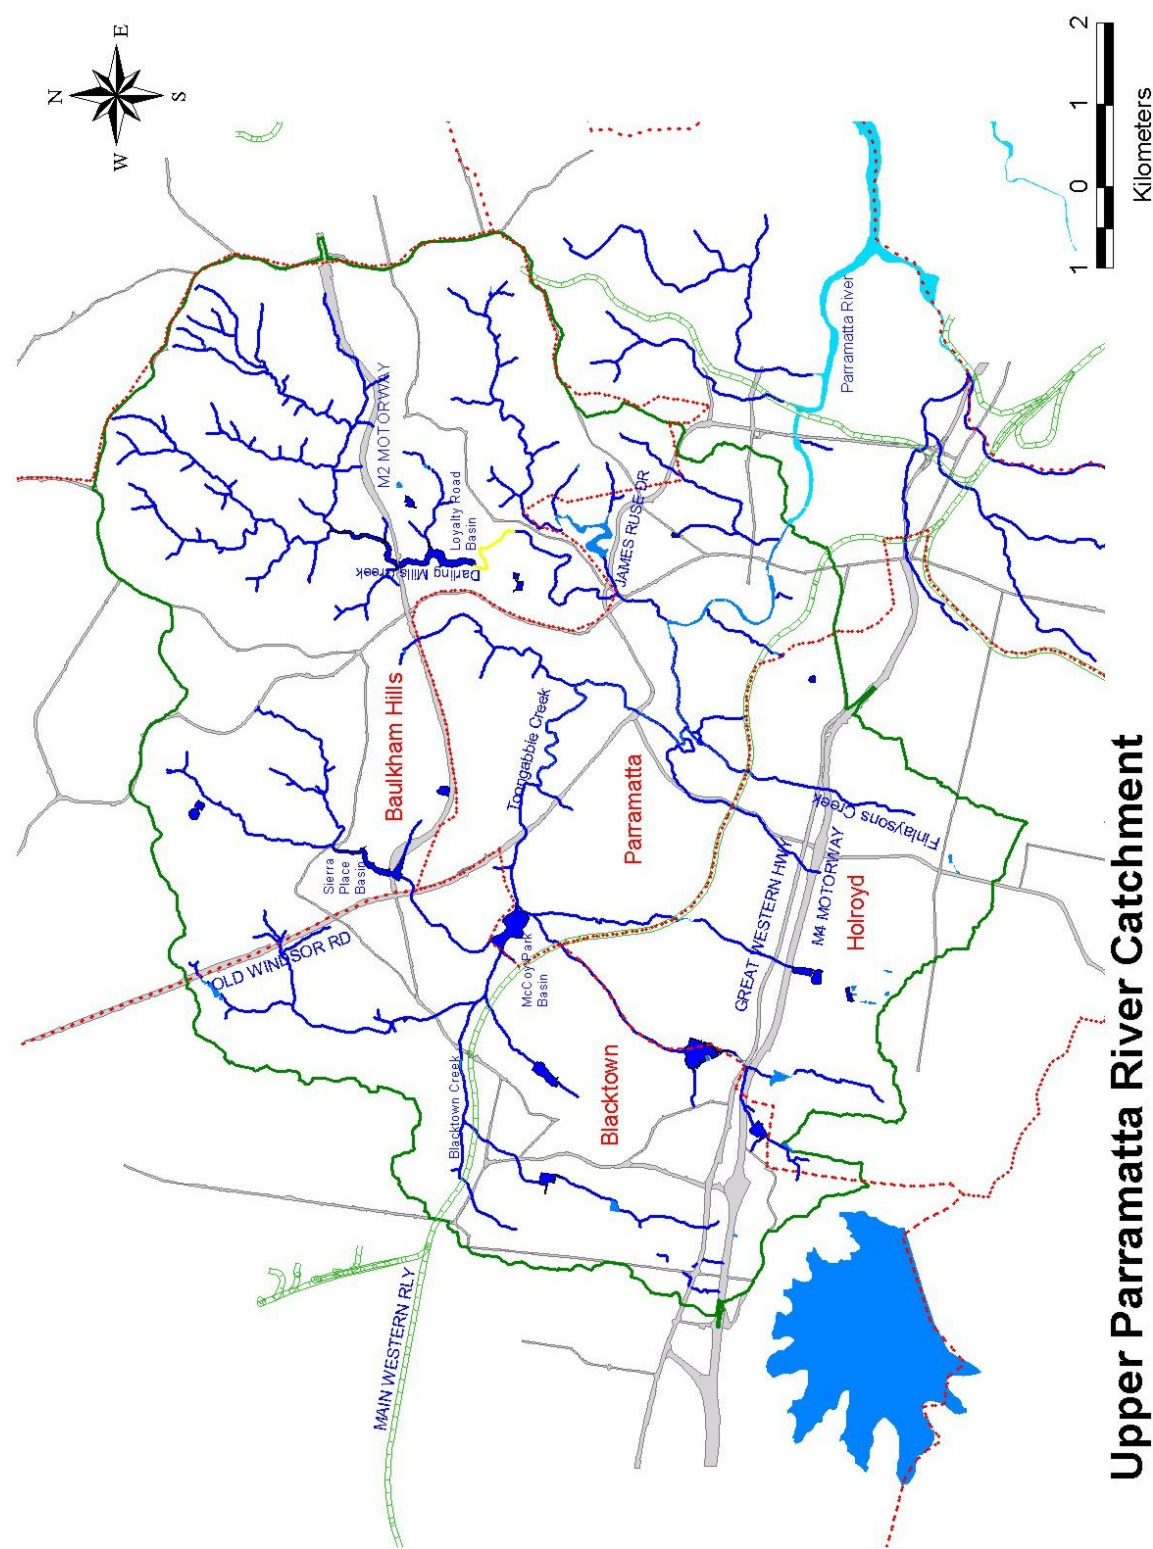 N
E
S
W
2
1
0
1
Kilometers
M2 MOTORWAY
Loyalty Road
Basin
Darling Mills Creek
JAMES RUSE DR
Parramatta River
Baulkham Hills
Toongabbie Creek
Parramatta
Sierra
Place
Basin
OLD WINDSOR RD
McCoy Park
Basin
Finlaysons Creek
GREAT WESTERN HWY
M4 MOTORWAY
Holroyd
Blacktown Creek
Blacktown
MAIN WESTERN RLY
Upper Parramatta River Catchment